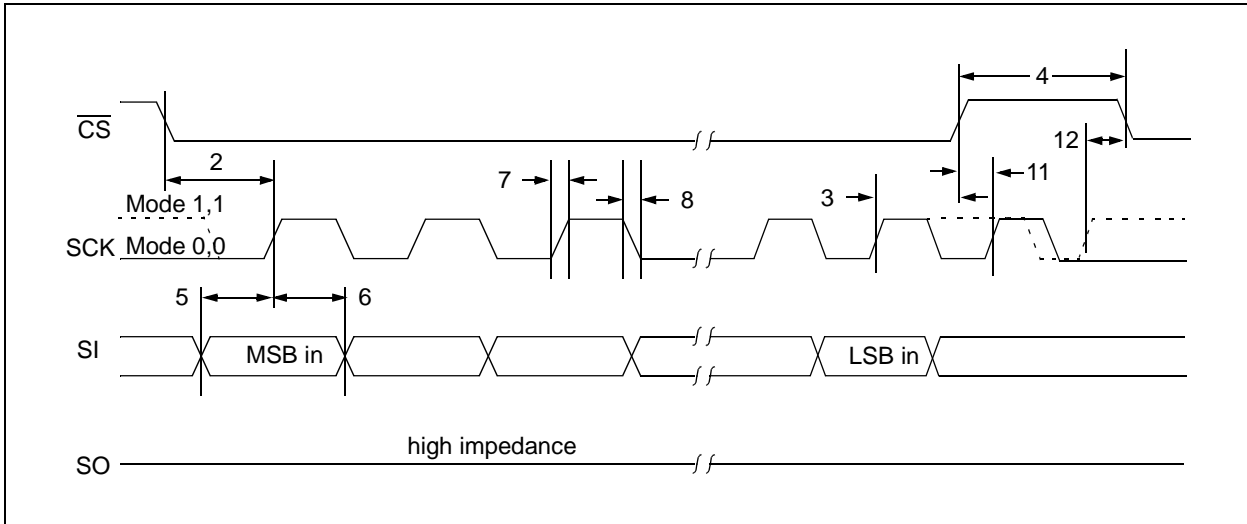 4
CS
12
2
11
7
8
3
Mode 1,1
SCK Mode 0,0
5
6
SI
MSB in
LSB in
high impedance
SO